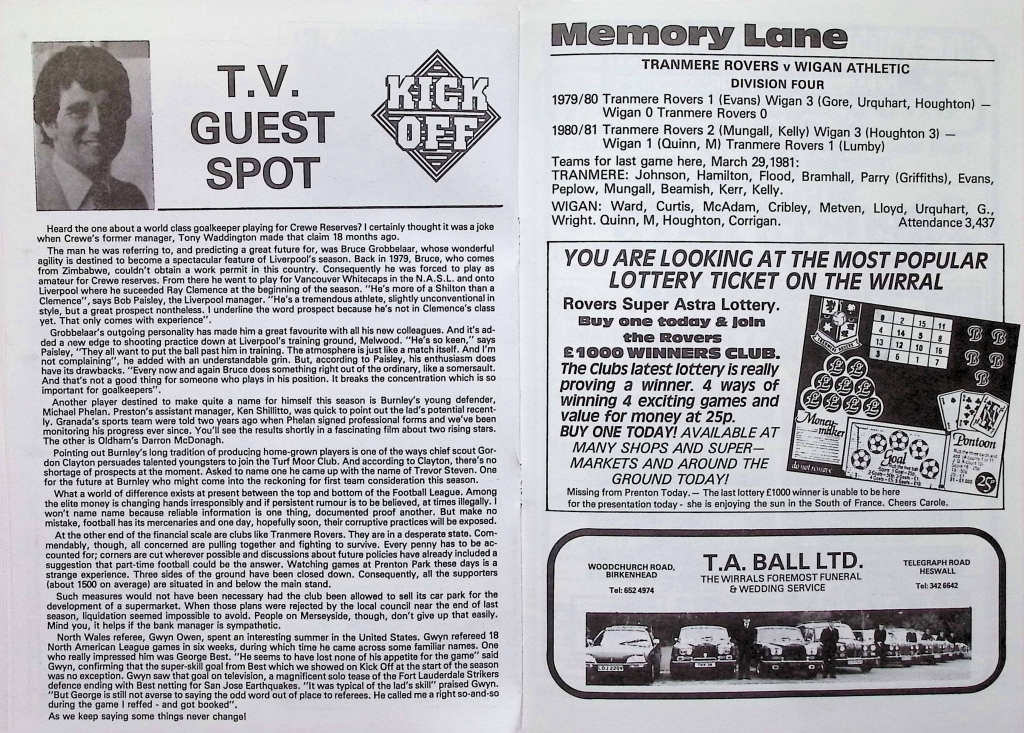 T.V.
GUEST
SPOT
KICK
OFF
Heard the one about a world class goalkeeper playing for Crewe Reserves? I certainly thought it was a joke
when Crewe's former manager, Tony Waddington made that claim 18 months ago.
The man he was referring to, and predicting a great future for, was Bruce Grobbelaar, whose wonderful
agility is destined to become a spectacular feature of Liverpool's season. Back in 1979, Bruce, who comes
from Zimbabwe, couldn't obtain a work permit in this country. Consequently he was forced to play as
amateur for Crewe reserves. From there he went to play for Vancouver Whitecaps in the N.A.S.L. and onto
Liverpool where he suceeded Ray Clemence at the beginning of the season. "He's more of a Shilton than a
Clemence", says Bob Paisley, the Liverpool manager. "He's a tremendous athlete, slightly unconventional in
style, but a great prospect nontheless. I underline the word prospect because he's not in Clemence's class
yet. That only comes with experience".
Grobbelaar's outgoing personality has made him a great favourite with all his new colleagues. And it's ad-
ded a new edge to shooting practice down at Liverpool's training ground, Melwood. "He's so keen," says
Paisley, "They all want to put the ball past him in training. The atmosphere is just like a match itself. And I'm
not complaining", he added with an understandable grin. But, according to Paisley, his enthusiasm does
have its drawbacks. "Every now and again Bruce does something right out of the ordinary, like a somersault.
And that's not a good thing for someone who plays in his position. It breaks the concentration which is so
important for goalkeepers".
Another player destined to make quite a name for himself this season is Burnley's young defender,
Michael Phelan. Preston's assistant manager, Ken Shillitto, was quick to point out the lad's potential recent-
ly. Granada's sports team were told two years ago when Phelan signed professional forms and we've been
monitoring his progress ever since. You'll see the results shortly in a fascinating film about two rising stars.
The other is Oldham's Darron McDonagh.
Pointing out Burnley's long tradition of producing home-grown players is one of the ways chief scout Gor-
don Clayton persuades talented youngsters to join the Turf Moor Club. And according to Clayton, there's no
shortage of prospects at the moment. Asked to name one he came up with the name of Trevor Steven. One
for the future at Burnley who might come into the reckoning for first team consideration this season.
What a world of difference exists at present between the top and bottom of the Football League. Among
the elite money is changing hands irresponsibly and if persistent rumour is to be believed, at times illegally. I
won't name name because reliable information is one thing, documented proof another. But make no
mistake, football has its mercenaries and one day, hopefully soon, their corruptive practices will be exposed.
At the other end of the financial scale are clubs like Tranmere Rovers. They are in a desperate state. Com-
mendably, though, all concerned are pulling together and fighting to survive. Every penny has to be ac-
counted for; corners are cut wherever possible and discussions about future policies have already included a
suggestion that part-time football could be the answer. Watching games at Prenton Park these days is a
strange experience. Three sides of the ground have been closed down. Consequently, all the supporters
(about 1500 on average) are situated in and below the main stand.
Such measures would not have been necessary had the club been allowed to sell its car park for the
development of a supermarket. When those plans were rejected by the local council near the end of last
season, liquidation seemed impossible to avoid. People on Merseyside, though, don't give up that easily.
Mind you, it helps if the bank manager is sympathetic.
North Wales referee, Gwyn Owen, spent an interesting summer in the United States. Gwyn refereed 18
North American League games in six weeks, during which time he came across some familiar names. One
who really impressed him was George Best. "He seems to have lost none of his appetite for the game" said
Gwyn, confirming that the super-skill goal from Best which we showed on Kick Off at the start of the season
was no exception. Gwyn saw that goal on television, a magnificent solo tease of the Fort Lauderdale Strikers
defence ending with Best netting for San Jose Earthquakes. "It was typical of the lad's skill" praised Gwyn.
"But George is still not averse to saying the odd word out of place to referees. He called me a right so-and-so
during the game I reffed - and got booked".
As we keep saying some things never change!
Memory Lane
TRANMERE ROVERS v WIGAN ATHLETIC
DIVISION FOUR
1979/80 Tranmere Rovers 1 (Evans) Wigan 3 (Gore, Urquhart, Houghton) —
Wigan 0 Tranmere Rovers 0
1980/81 Tranmere Rovers 2 (Mungall, Kelly) Wigan 3 (Houghton 3) —
Wigan 1 (Quinn, M) Tranmere Rovers 1 (Lumby)
Teams for last game here, March 29,1981:
TRANMERE: Johnson, Hamilton, Flood, Bramhall, Parry (Griffiths), Evans,
Peplow, Mungall, Beamish, Kerr, Kelly.
WIGAN: Ward, Curtis, McAdam, Cribley, Metven, Lloyd, Urquhart, G.,
Wright. Quinn, M, Houghton, Corrigan. Attendance 3,437
YOU ARE LOOKING AT THE MOST POPULAR
LOTTERY TICKET ON THE WIRRAL
Rovers Super Astra Lottery.
Buy one today & join
the Rovers
£1000 WINNERS CLUB.
The Clubs latest lottery is really
proving a winner. 4 ways of
winning 4 exciting games and
value for money at 25p.
BUY ONE TODAY! AVAILABLE AT
MANY SHOPS AND SUPER—
MARKETS AND AROUND THE
GROUND TODAY!
8 2 15 11
4 14 5 1
13 12 10 16
3 6 7
Money-maker
do not remove
Goal
Pontoon
25p
Missing from Prenton Today. — The last lottery £1000 winner is unable to be here
for the presentation today - she is enjoying the sun in the South of France. Cheers Carole.
T.A. BALL LTD.
THE WIRRALS FOREMOST FUNERAL
& WEDDING SERVICE
WOODCHURCH ROAD,
BIRKENHEAD
Tel: 652 4974
TELEGRAPH ROAD
HESWALL
Tel: 342 6642